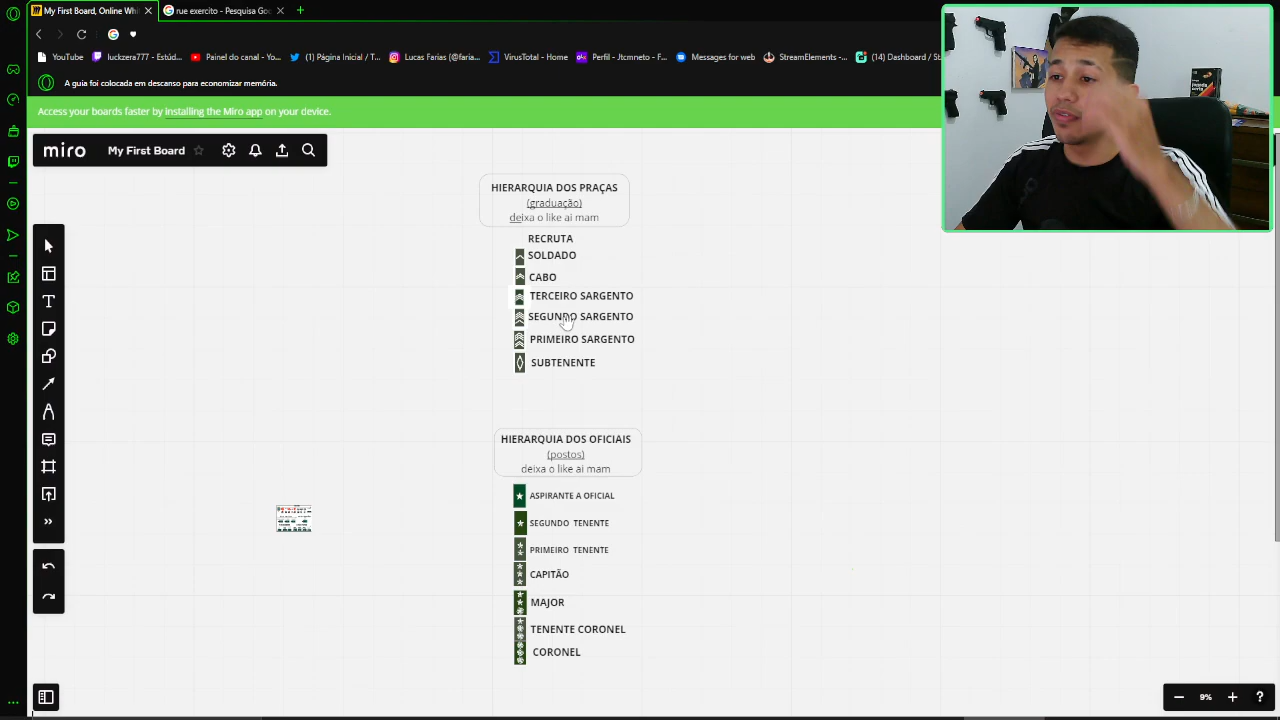 My First Board, Online Wh
rue exercito - Pesquisa Goo
YouTube
luckzera777 - Estúd...
Painel do canal - Yo...
(1) Página Inicial / T...
Lucas Farias (@faria...
VirusTotal - Home
Perfil - Jtcmneto - F...
Messages for web
StreamElements -...
(14) Dashboard / St
A guia foi colocada em descanso para economizar memória.
Access your boards faster by installing the Miro app on your device.
miro
My First Board
HIERARQUIA DOS PRAÇAS
(graduação)
deixa o like ai mam
RECRUTA
SOLDADO
CABO
TERCEIRO SARGENTO
SEGUNDO SARGENTO
PRIMEIRO SARGENTO
SUBTENENTE
HIERARQUIA DOS OFICIAIS
(postos)
deixa o like ai mam
ASPIRANTE A OFICIAL
SEGUNDO TENENTE
PRIMEIRO TENENTE
CAPITÃO
MAJOR
TENENTE CORONEL
CORONEL
9%